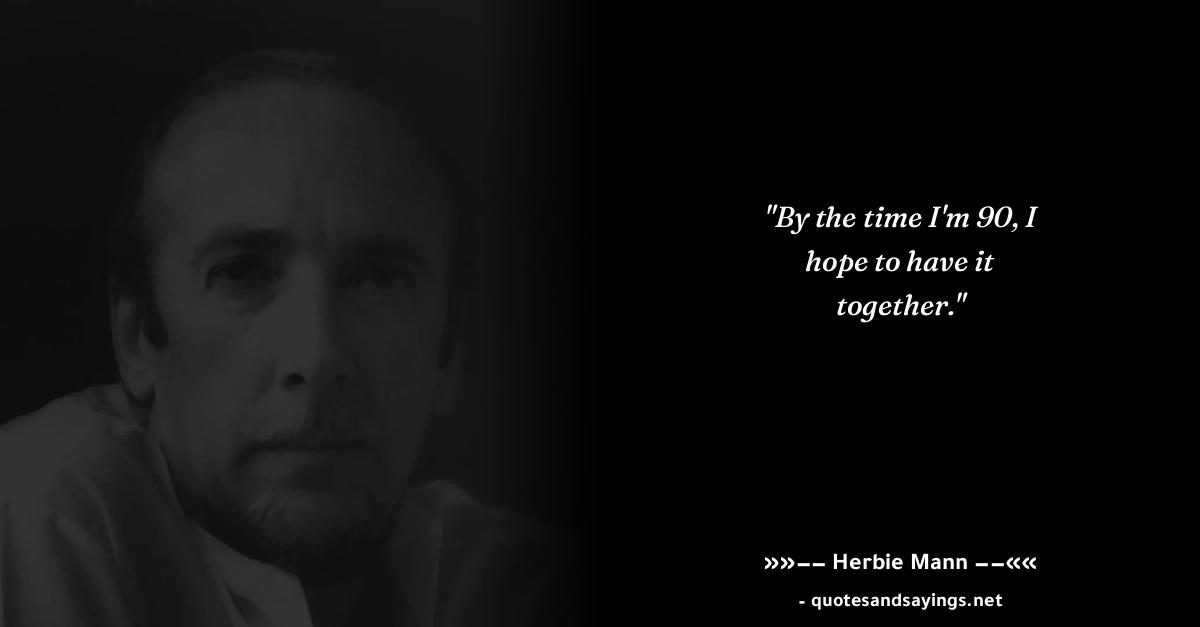 "By the time I'm 90, I
hope to have it
together."
»»−− Herbie Mann −−««
- quotesandsayings.net